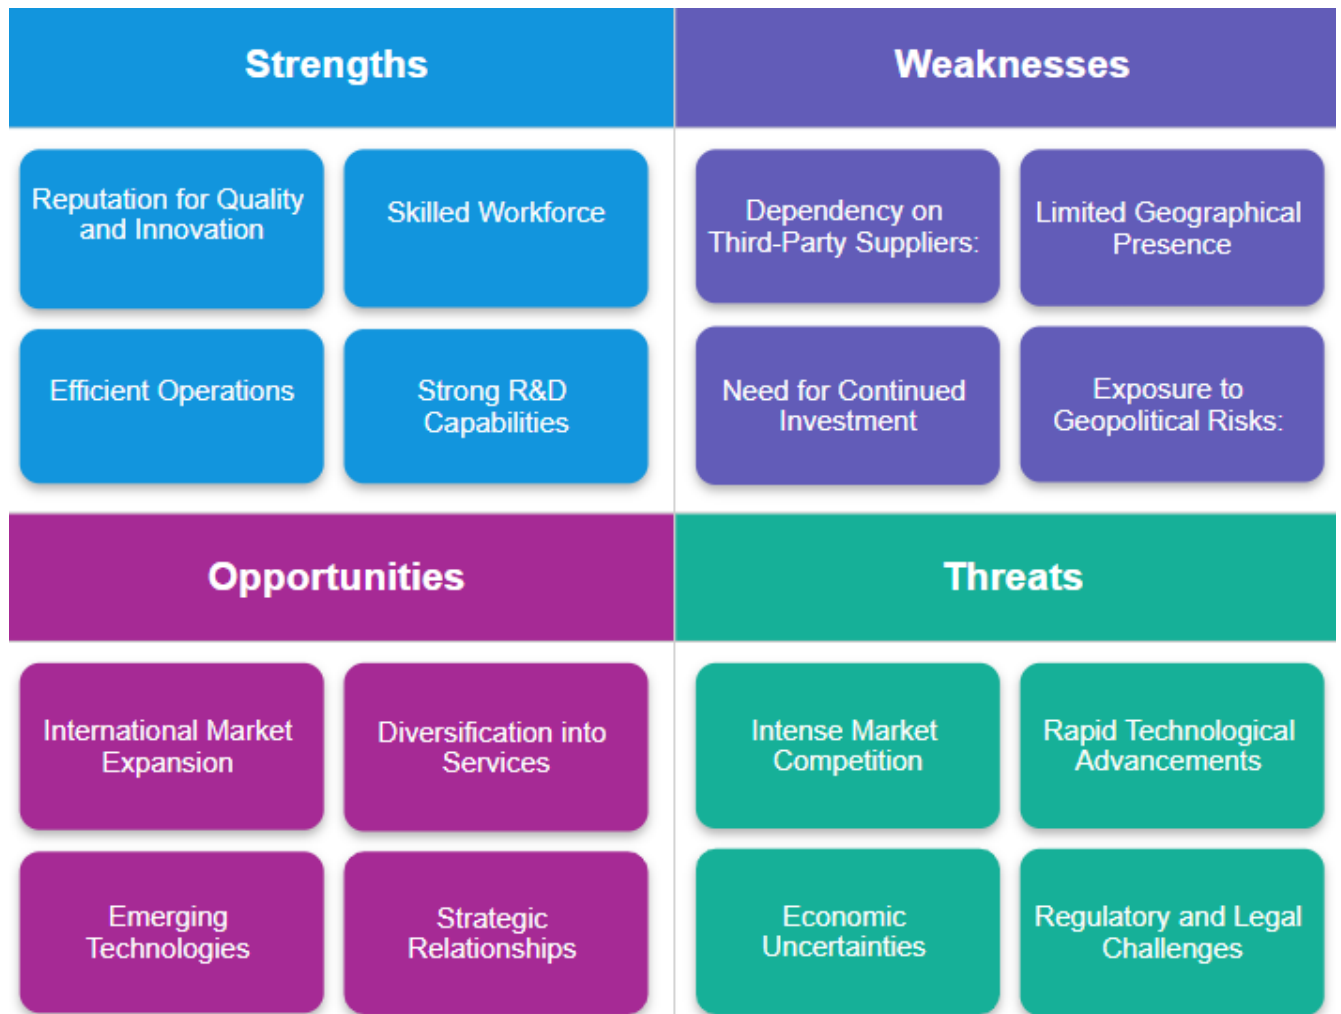 Strengths
Weaknesses
Reputation for Quality
and Innovation
Skilled Workforce
Dependency on
Third-Party Suppliers:
Limited Geographical
Presence
Efficient Operations
Strong R&D
Capabilities
Need for Continued
Investment
Exposure to
Geopolitical Risks:
Opportunities
Threats
International Market
Expansion
Diversification into
Services
Intense Market
Competition
Rapid Technological
Advancements
Emerging
Technologies
Strategic
Relationships
Economic
Uncertainties
Regulatory and Legal
Challenges